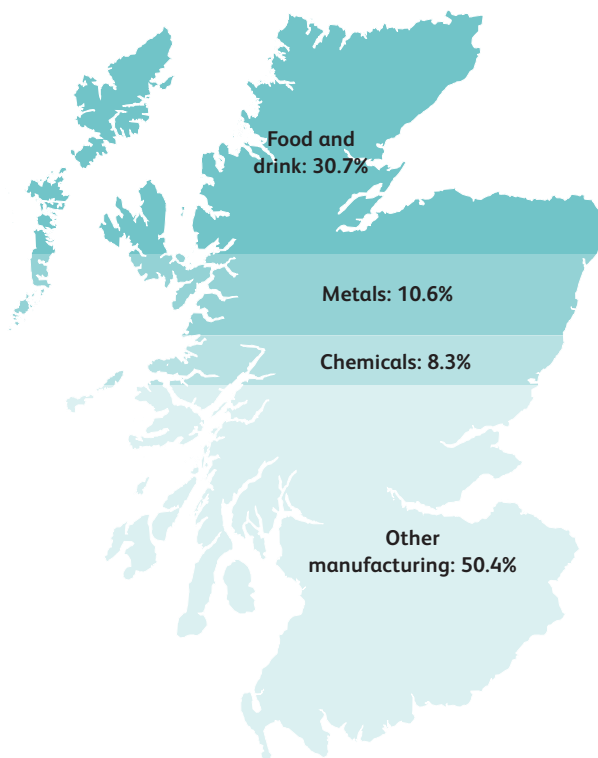 Food and
drink: 30.7%
Metals: 10.6%
Chemicals: 8.3%
Other
manufacturing: 50.4%